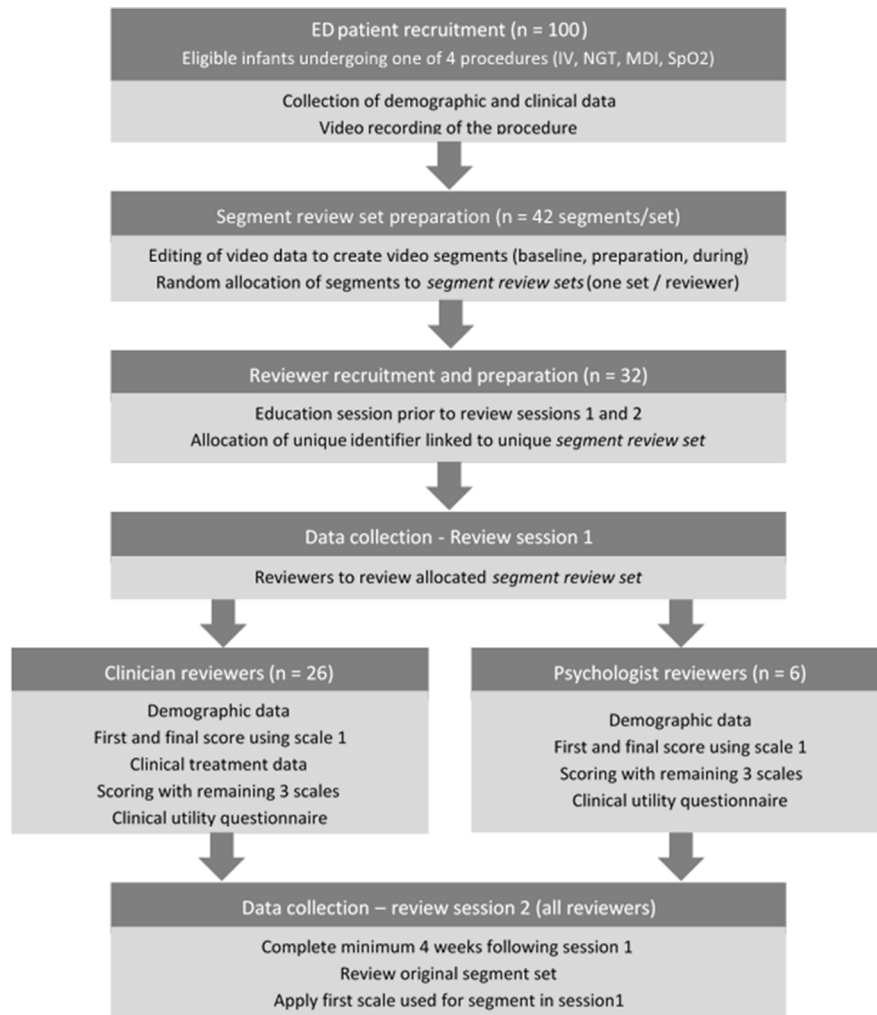 ED patient recruitment (n = 100)
Eligible infants undergoing one of 4 procedures (IV, NGT, MDI, SpO2)
Collection of demographic and clinical data
Video recording of the procedure
Segment review set preparation (n = 42 segments/set)
Editing of video data to create video segments (baseline, preparation, during)
Random allocation of segments to segment review sets (one set / reviewer)
Reviewer recruitment and preparation (n = 32)
Education session prior to review sessions 1 and 2
Allocation of unique identifier linked to unique segment review set
Data collection - Review session 1
Reviewers to review allocated segment review set
Clinician reviewers (n = 26)
Demographic data
First and final score using scale 1
Clinical treatment data
Scoring with remaining 3 scales
Clinical utility questionnaire
Psychologist reviewers (n = 6)
Demographic data
First and final score using scale 1
Scoring with remaining 3 scales
Clinical utility questionnaire
Data collection – review session 2 (all reviewers)
Complete minimum 4 weeks following session 1
Review original segment set
Apply first scale used for segment in session1